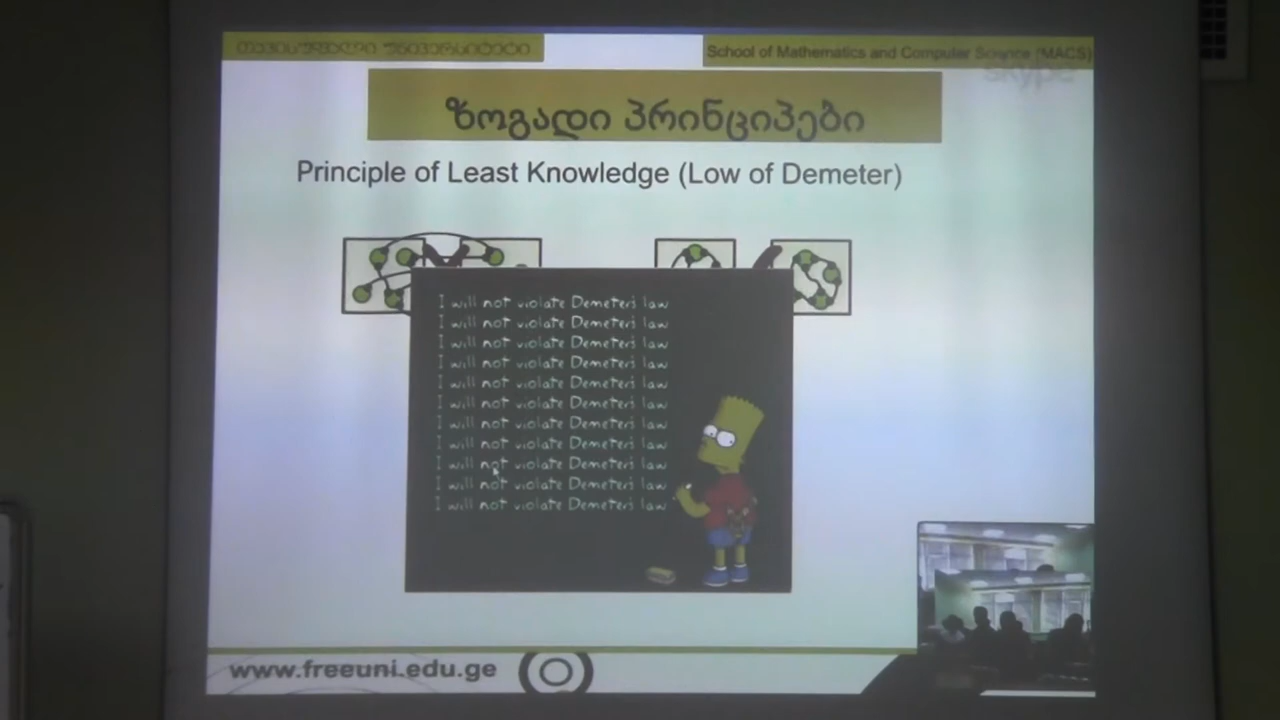 თავისუფალი უნივერსიტეტი
School of Mathematics and Computer Science (MACS)
skype
ზოგადი პრინციპები
Principle of Least Knowledge (Low of Demeter)
I will not violate Demeter's law
I will not violate Demeter's law
I will not violate Demeter's law
I will not violate Demeter's law
I will not violate Demeter's law
I will not violate Demeter's law
I will not violate Demeter's law
I will not violate Demeter's law
I will not violate Demeter's law
I will not violate Demeter's law
I will not violate Demeter's law
www.freeuni.edu.ge